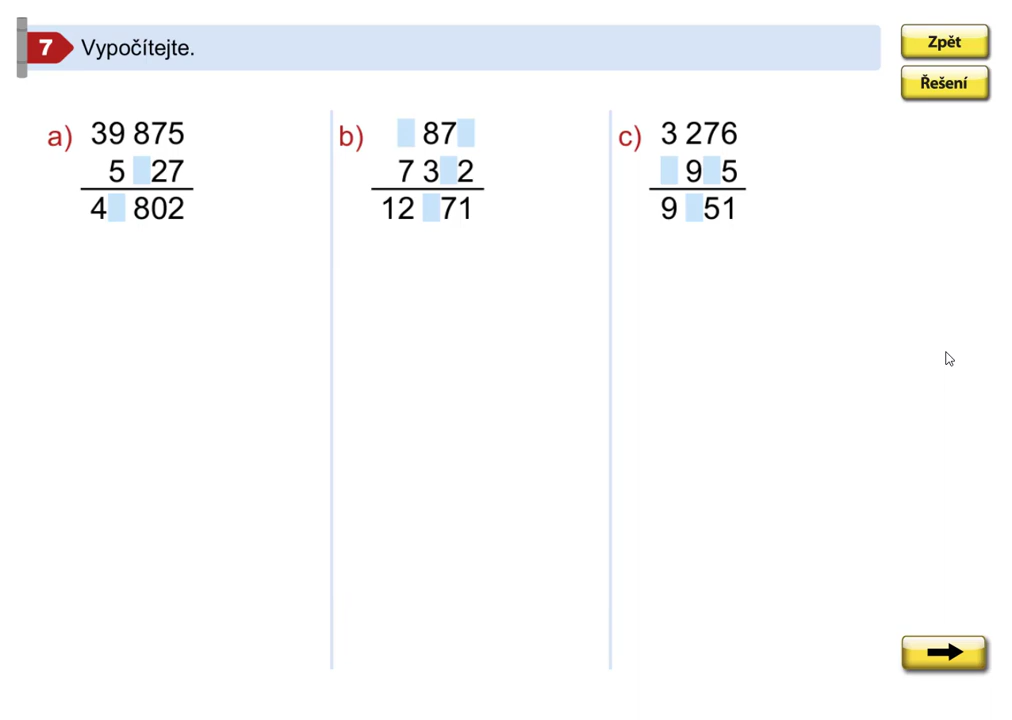 7 Vypočítejte.
Zpět
Řešení
a) 39 875
5 27
4 802
b) 87
7 3 2
12 71
c) 3 276
9 5
9 51